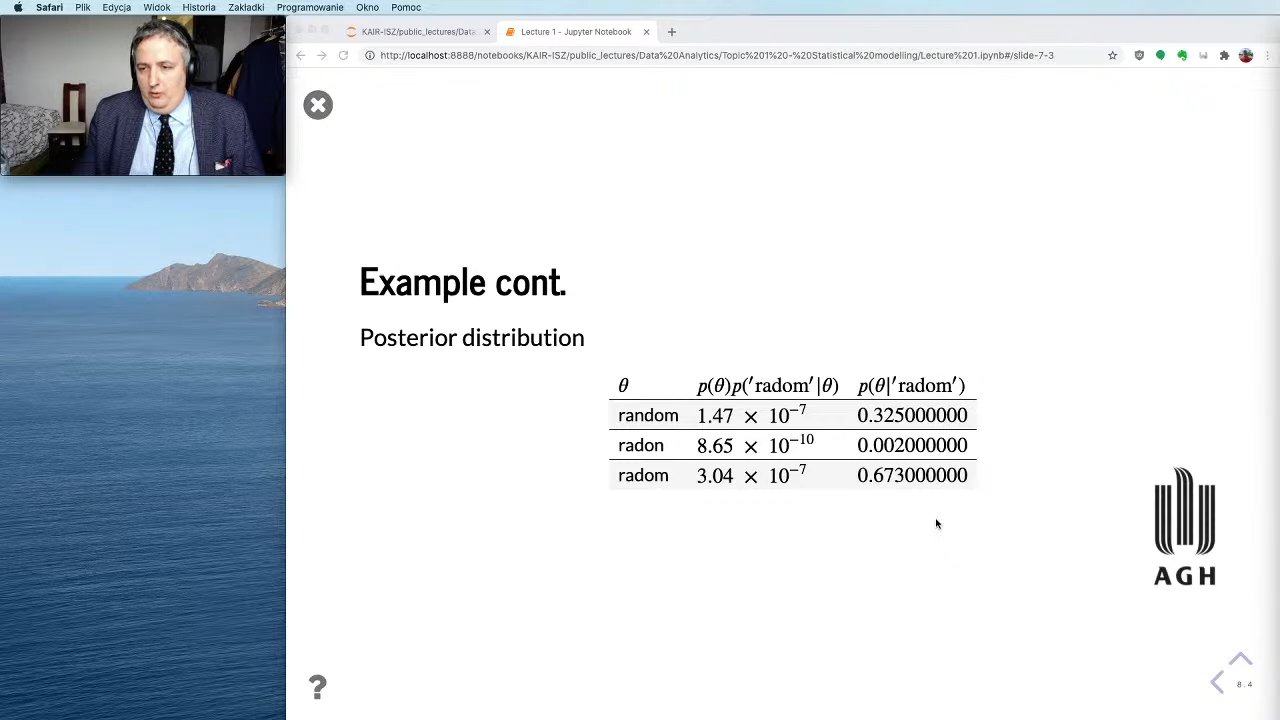 Safari Plik Edycja Widok Historia Zakładki Programowanie Okno Pomoc
KAIR-ISZ/public_lectures/Data × Lecture 1 - Jupyter Notebook × +
http://localhost:8888/notebooks/KAIR-ISZ/public_lectures/Data%20Analytics/Topic%201%20-%20Statistical%20modelling/Lecture%201.ipynb#/slide-7-3
Example cont.
Posterior distribution
θ p(θ)p('radom'|θ) p(θ|'radom')
random 1.47 × 10⁻⁷ 0.325000000
radon 8.65 × 10⁻¹⁰ 0.002000000
radom 3.04 × 10⁻⁷ 0.673000000
AGH
?
8.4